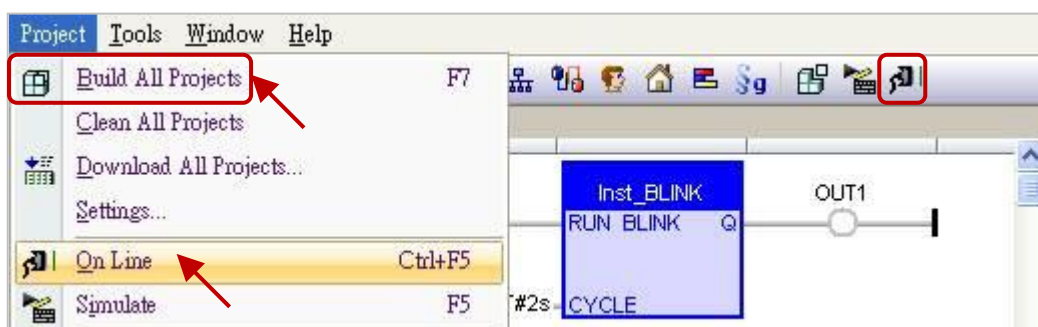 Project Tools Window Help
Build All Projects F7
Clean All Projects
Download All Projects...
Settings...
On Line Ctrl+F5
Simulate F5
§g
Inst_BLINK
OUT1
RUN BLINK Q
T#2s CYCLE